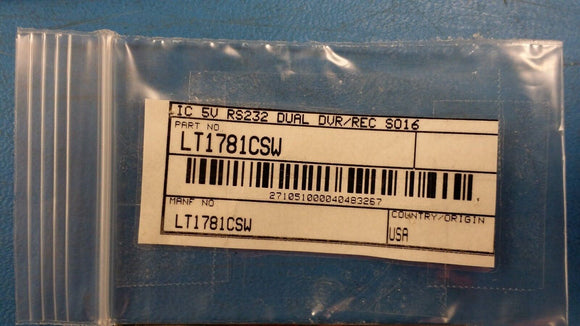 IC 5V RS232 DUAL DVR/REC SO16
PART NO
LT1781CSW
271051000040483267
MANF NO
LT1781CSW
COUNTRY/ORIGIN
USA